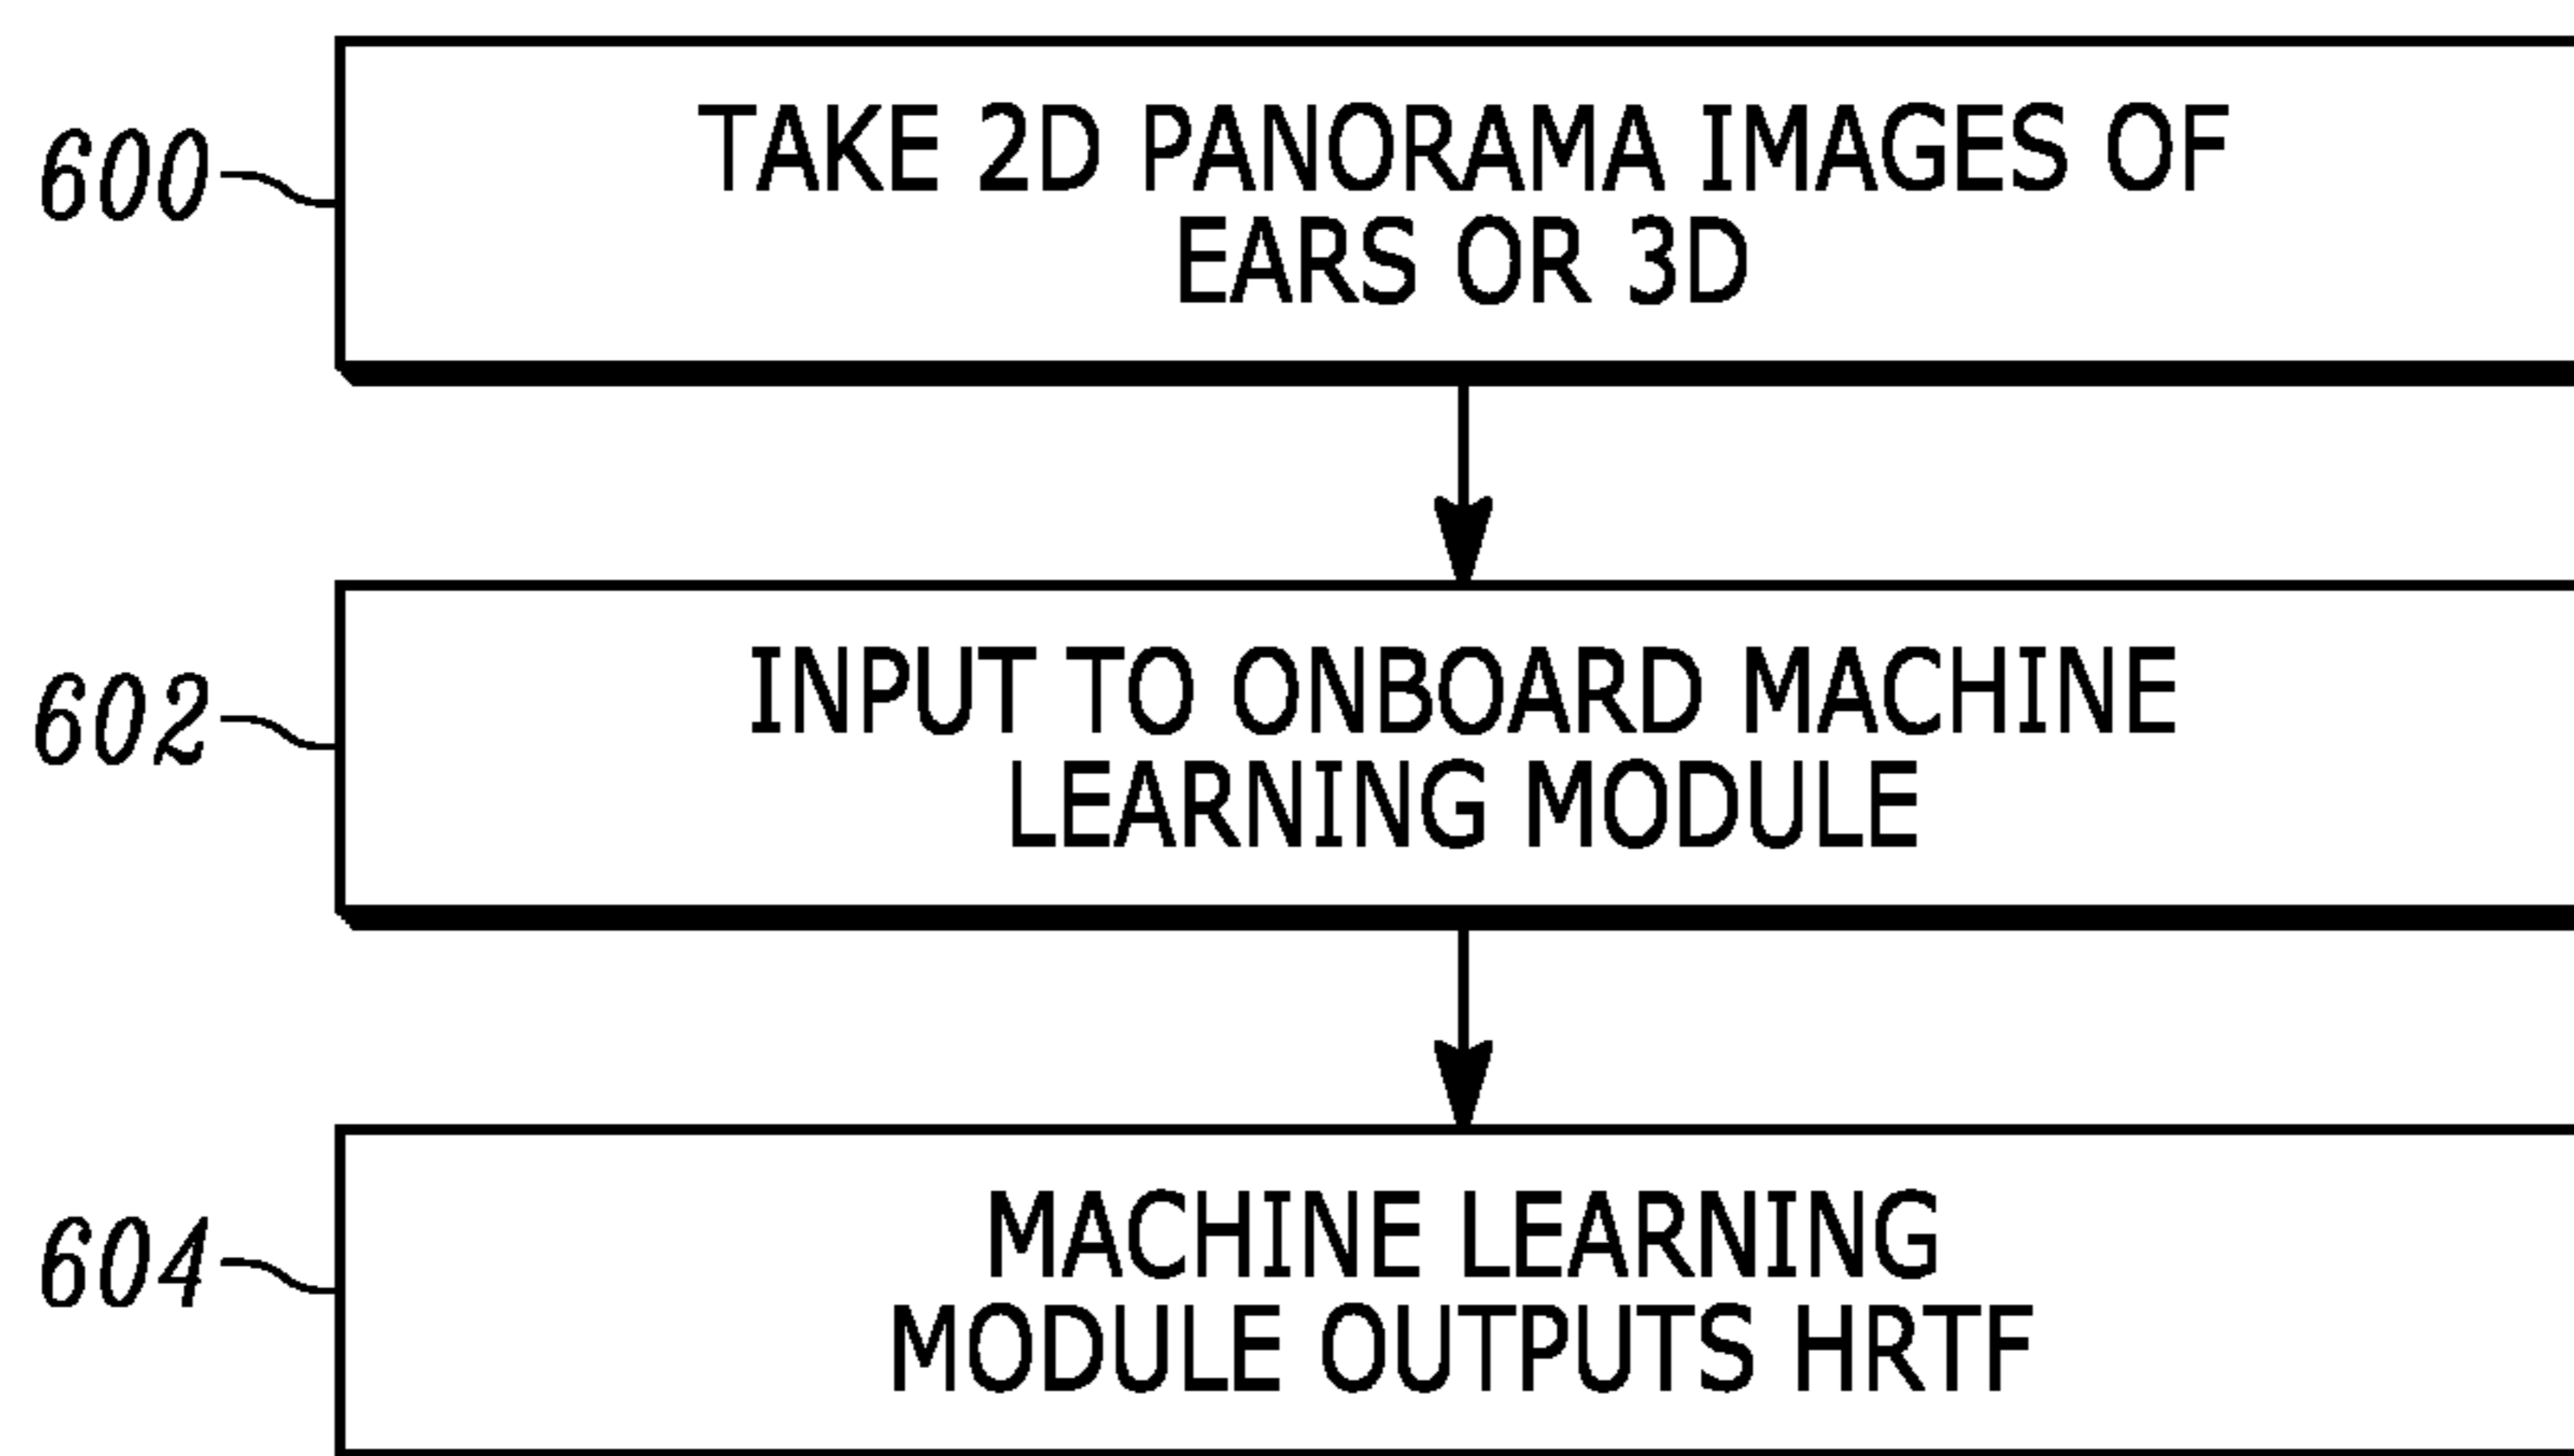 600
TAKE 2D PANORAMA IMAGES OF
EARS OR 3D
602
INPUT TO ONBOARD MACHINE
LEARNING MODULE
604
MACHINE LEARNING
MODULE OUTPUTS HRTF